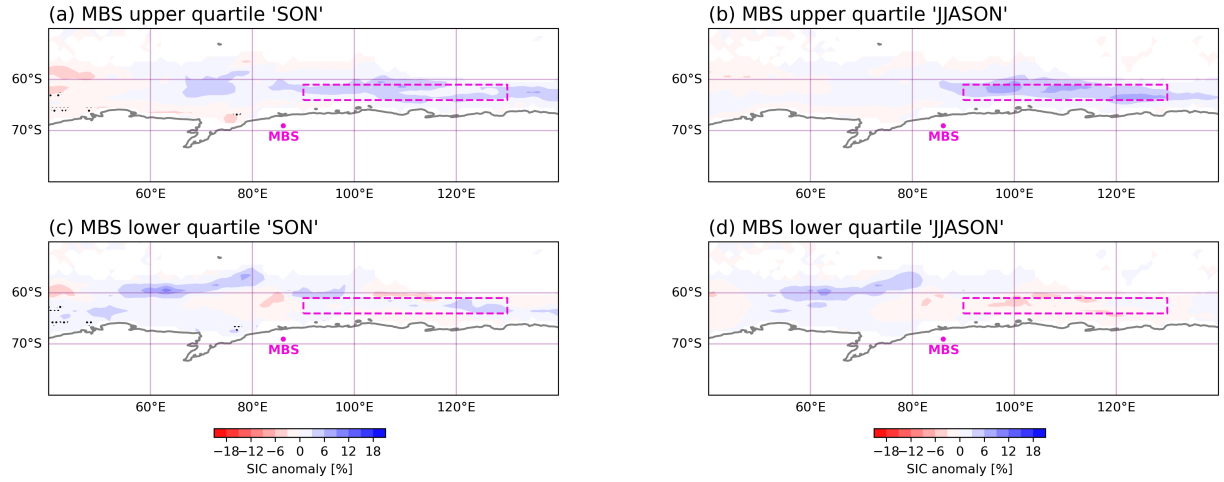 (a) MBS upper quartile 'SON'
60°S
70°S
MBS
60°E 80°E 100°E 120°E
(b) MBS upper quartile 'JJASON'
60°S
70°S
MBS
60°E 80°E 100°E 120°E
(c) MBS lower quartile 'SON'
60°S
70°S
MBS
60°E 80°E 100°E 120°E
−18 −12 −6 0 6 12 18
SIC anomaly [%]
(d) MBS lower quartile 'JJASON'
60°S
70°S
MBS
60°E 80°E 100°E 120°E
−18 −12 −6 0 6 12 18
SIC anomaly [%]